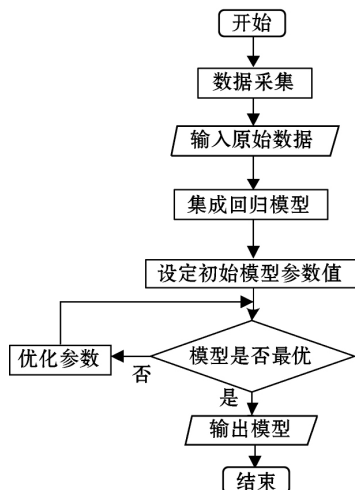 开始
数据采集
输入原始数据
集成回归模型
设定初始模型参数值
模型是否最优
优化参数
否
是
输出模型
结束